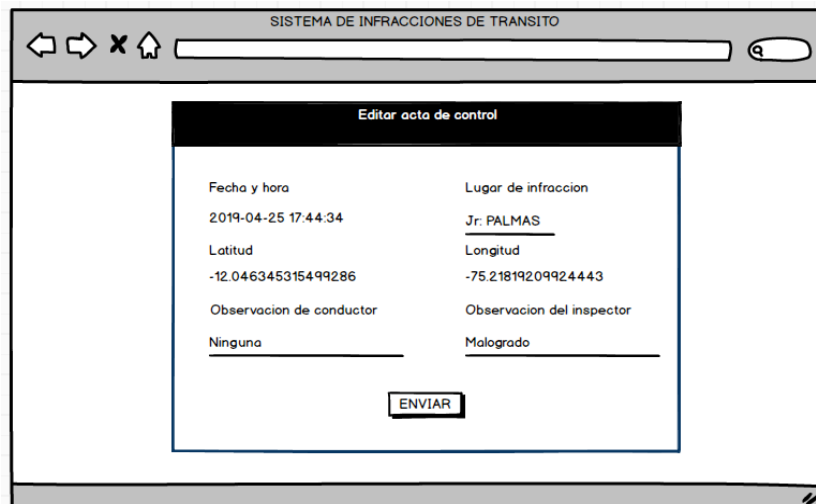 SISTEMA DE INFRACCIONES DE TRANSITO
Editar acta de control
Fecha y hora
Lugar de infraccion
2019-04-25 17:44:34
Jr: PALMAS
Latitud
Longitud
-12.046345315499286
-75.21819209924443
Observacion de conductor
Observacion del inspector
Ninguna
Malogrado
ENVIAR